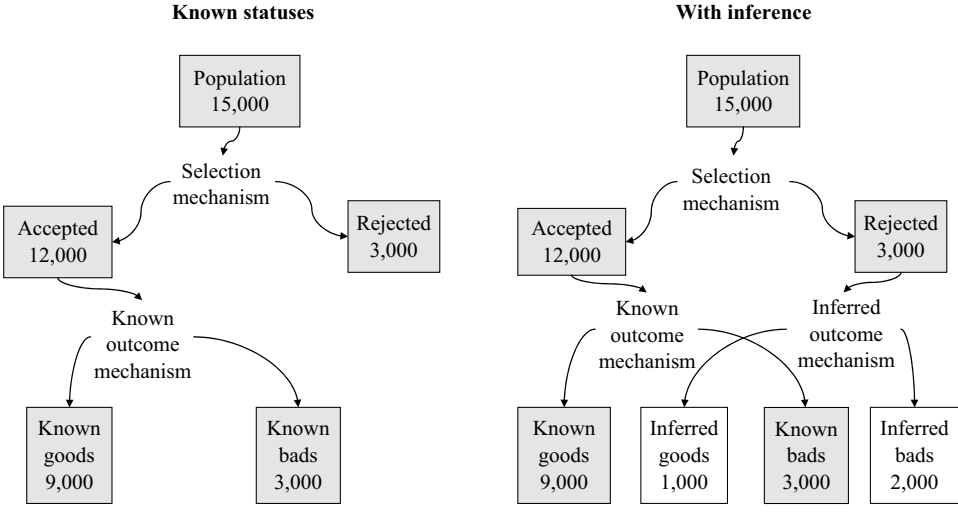 Known statuses
Population
15,000
Selection
mechanism
Accepted
12,000
Rejected
3,000
Known
outcome
mechanism
Known
goods
9,000
Known
bads
3,000
With inference
Population
15,000
Selection
mechanism
Accepted
12,000
Rejected
3,000
Known
outcome
mechanism
Inferred
outcome
mechanism
Known
goods
9,000
Inferred
goods
1,000
Known
bads
3,000
Inferred
bads
2,000